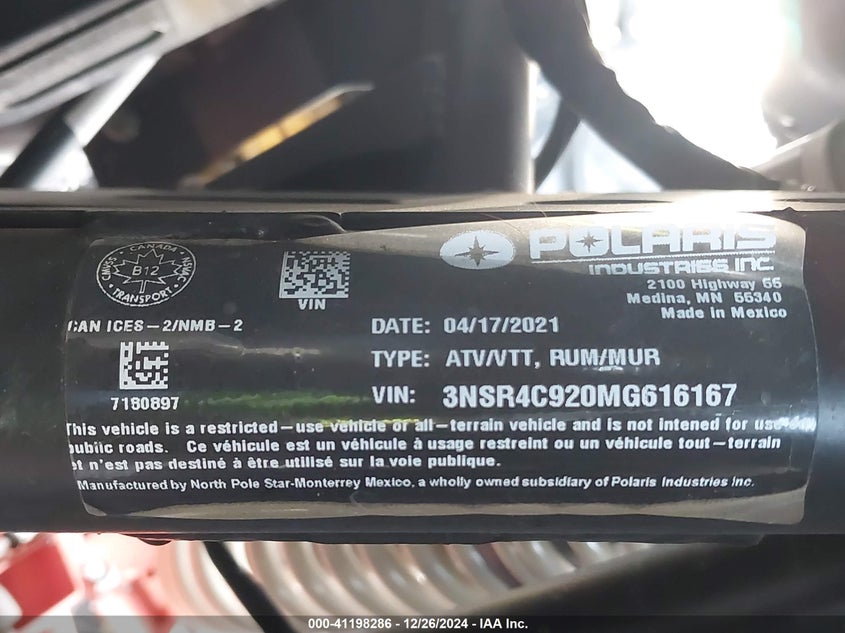 CANADA
B12
TRANSPORT
VIN
POLARIS
INDUSTRIES INC.
2100 Highway 55
Medina, MN 55340
Made in Mexico
CAN ICES-2/NMB-2
7180897
DATE: 04/17/2021
TYPE: ATV/VTT, RUM/MUR
VIN: 3NSR4C920MG616167
This vehicle is a restricted-use vehicle or all-terrain vehicle and is not intened for use on
public roads. Ce véhicule est un véhicule à usage restreint ou un véhicule tout-terrain
et n'est pas destiné à être utilisé sur la voie publique.
Manufactured by North Pole Star-Monterrey Mexico, a wholly owned subsidiary of Polaris Industries Inc.
000-41198286 - 12/26/2024 - IAA Inc.